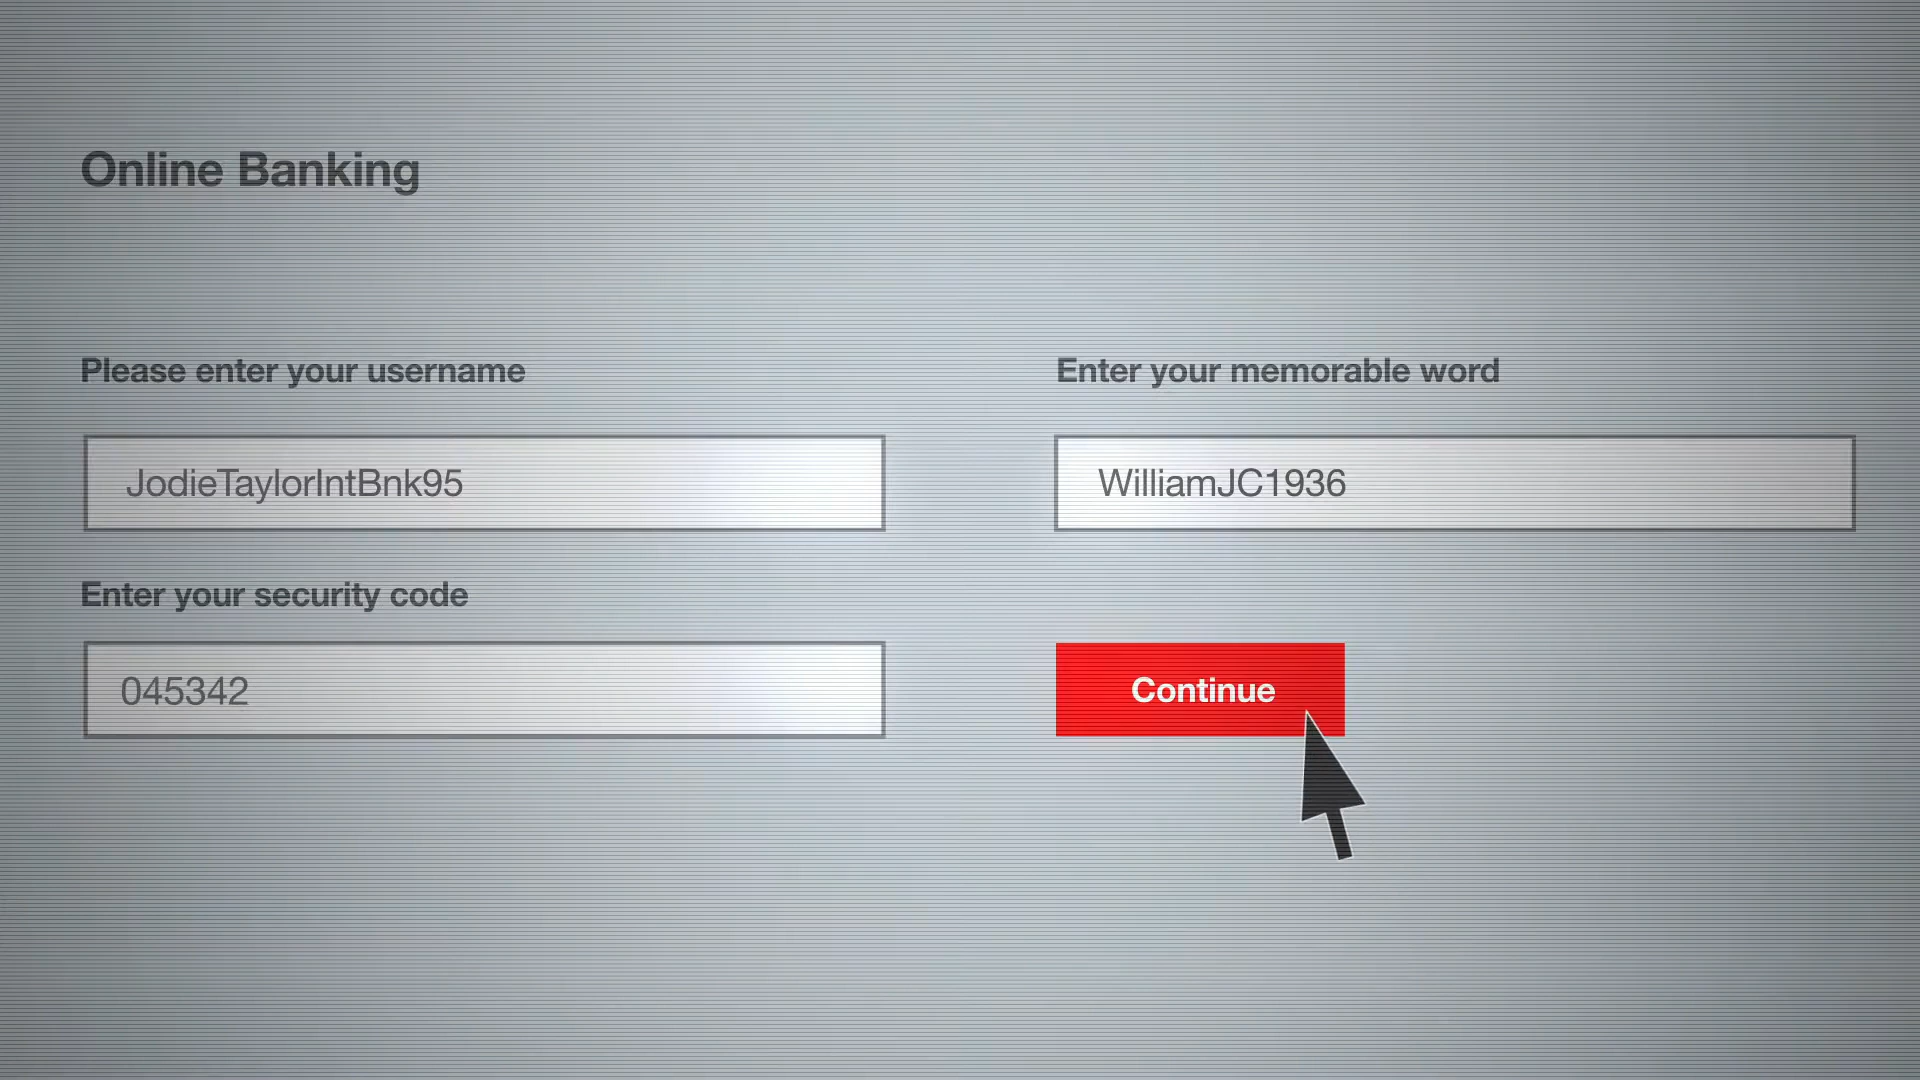 Online Banking
Please enter your username
JodieTaylorIntBnk95
Enter your memorable word
WilliamJC1936
Enter your security code
045342
Continue